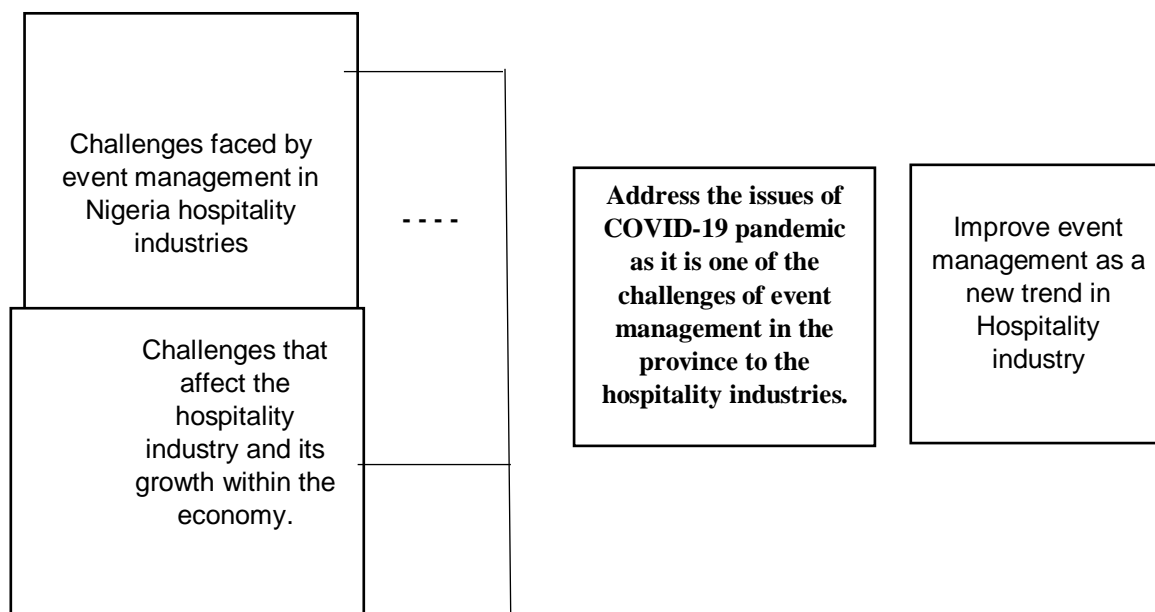 Challenges faced by
event management in
Nigeria hospitality
industries
- - - -
Challenges that
affect the
hospitality
industry and its
growth within the
economy.
Address the issues of
COVID-19 pandemic
as it is one of the
challenges of event
management in the
province to the
hospitality industries.
Improve event
management as a
new trend in
Hospitality
industry